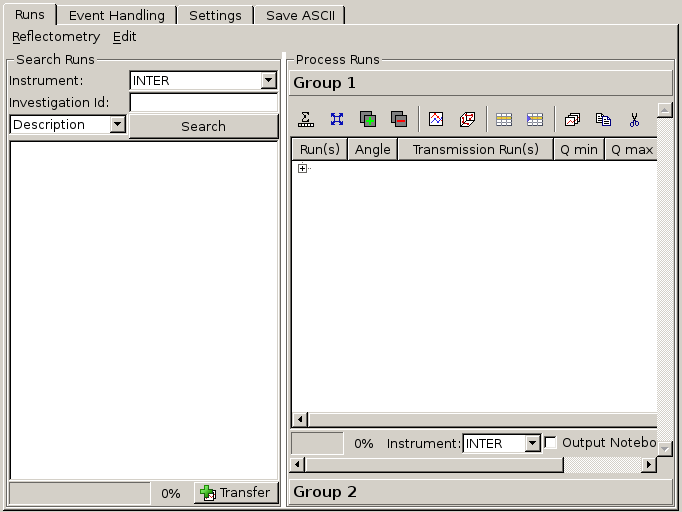 Runs Event Handling Settings Save ASCII
Reflectometry Edit
Search Runs
Instrument: INTER
Investigation Id:
Description Search
0% Transfer
Process Runs
Group 1
Run(s) Angle Transmission Run(s) Q min Q max
0% Instrument: INTER Output Notebo
Group 2